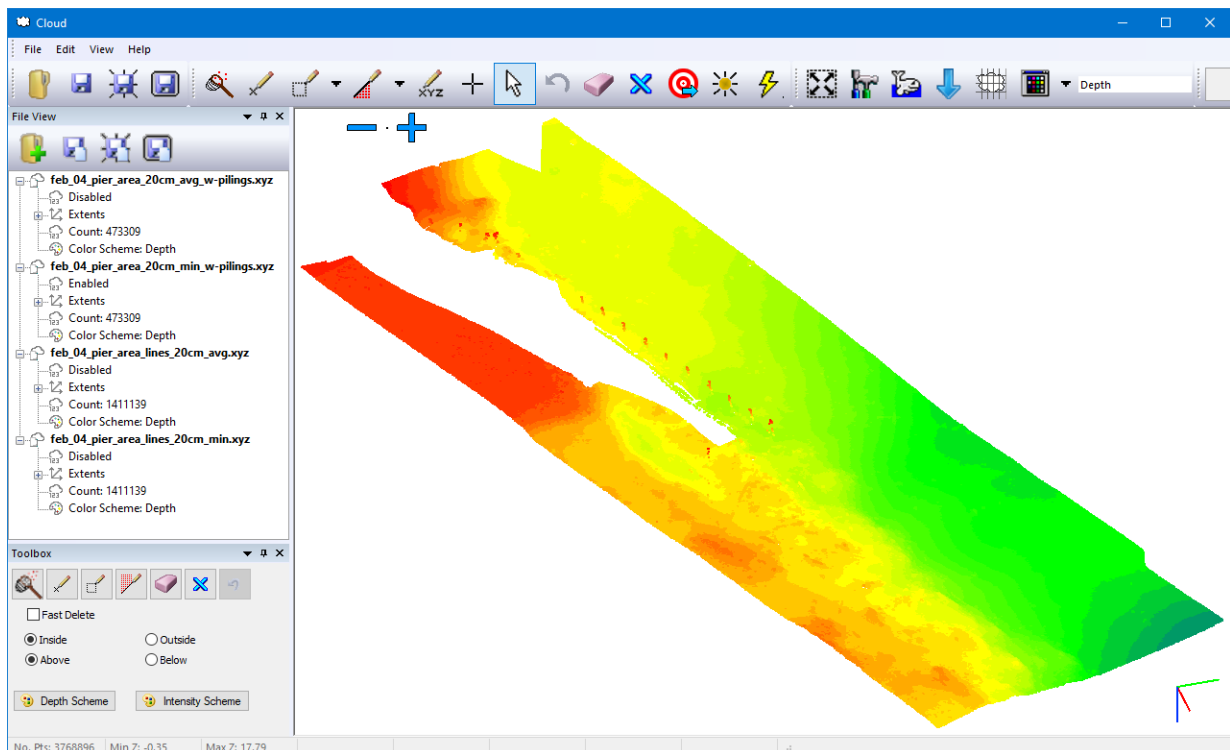 Cloud
File Edit View Help
XYZ
Depth
File View
feb_04_pier_area_20cm_avg_w-pilings.xyz
Disabled
Extents
Count: 473309
Color Scheme: Depth
feb_04_pier_area_20cm_min_w-pilings.xyz
Enabled
Extents
Count: 473309
Color Scheme: Depth
feb_04_pier_area_lines_20cm_avg.xyz
Disabled
Extents
Count: 1411139
Color Scheme: Depth
feb_04_pier_area_lines_20cm_min.xyz
Disabled
Extents
Count: 1411139
Color Scheme: Depth
Toolbox
Fast Delete
Inside Outside
Above Below
Depth Scheme Intensity Scheme
No. Pts: 3768896 Min Z: -0.35 Max Z: 17.79